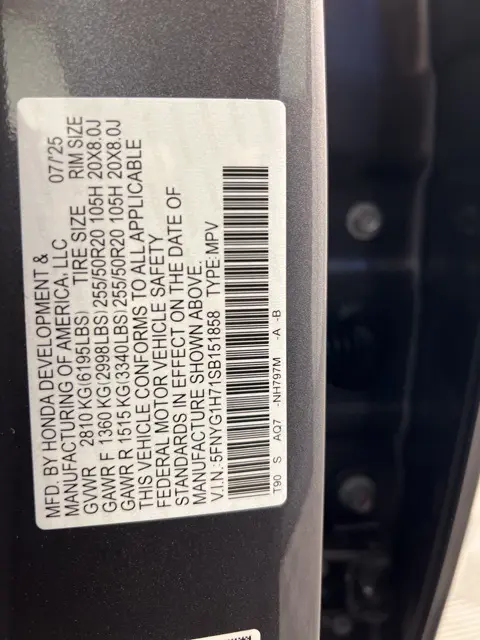 MFD. BY HONDA DEVELOPMENT &
MANUFACTURING OF AMERICA, LLC 07/25
GVWR 2810 KG(6195LBS) TIRE SIZE RIM SIZE
GAWR F 1360 KG(2998LBS) 255/50R20 105H 20X8.0J
GAWR R 1515 KG(3340LBS) 255/50R20 105H 20X8.0J
THIS VEHICLE CONFORMS TO ALL APPLICABLE
FEDERAL MOTOR VEHICLE SAFETY
STANDARDS IN EFFECT ON THE DATE OF
MANUFACTURE SHOWN ABOVE.
V.I.N.:5FNYG1H71SB151858 TYPE:MPV
T90 S AQ7 -NH797M -A -B